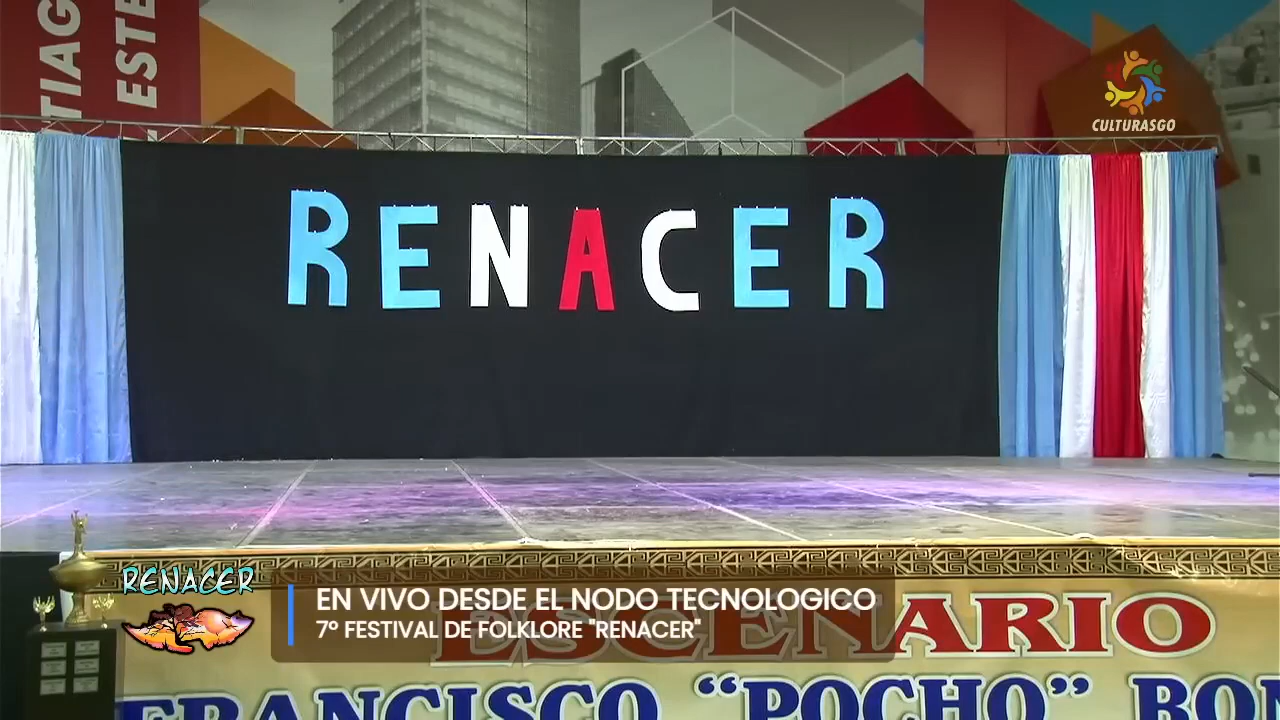 TIAG
ESTE
CULTURASGO
RENACER
RENACER
EN VIVO DESDE EL NODO TECNOLOGICO
7º FESTIVAL DE FOLKLORE "RENACER"
ESCENARIO
FRANCISCO "POCHO"